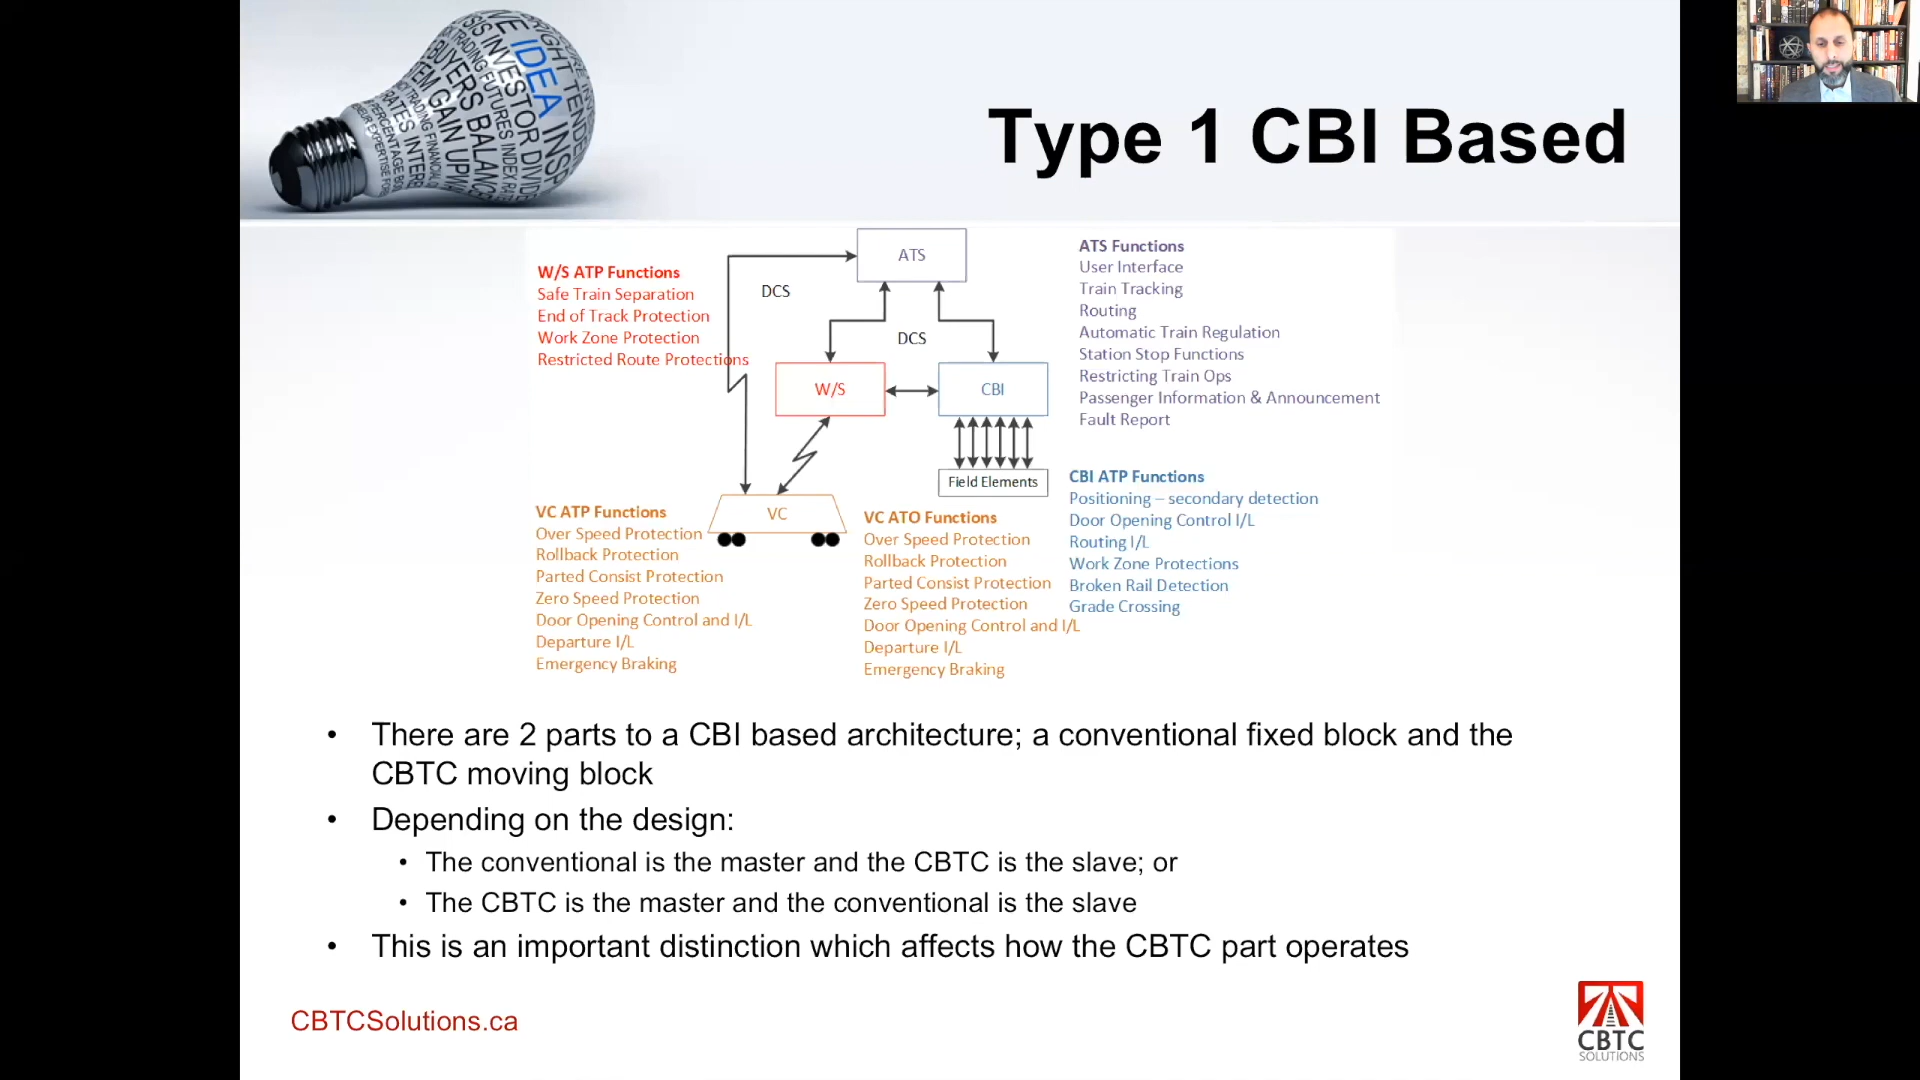 IDEA
Type 1 CBI Based
ATS
DCS
DCS
W/S
CBI
Field Elements
VC
W/S ATP Functions
Safe Train Separation
End of Track Protection
Work Zone Protection
Restricted Route Protections
ATS Functions
User Interface
Train Tracking
Routing
Automatic Train Regulation
Station Stop Functions
Restricting Train Ops
Passenger Information & Announcement
Fault Report
VC ATP Functions
Over Speed Protection
Rollback Protection
Parted Consist Protection
Zero Speed Protection
Door Opening Control and I/L
Departure I/L
Emergency Braking
VC ATO Functions
Over Speed Protection
Rollback Protection
Parted Consist Protection
Zero Speed Protection
Door Opening Control and I/L
Departure I/L
Emergency Braking
CBI ATP Functions
Positioning – secondary detection
Door Opening Control I/L
Routing I/L
Work Zone Protections
Broken Rail Detection
Grade Crossing
• There are 2 parts to a CBI based architecture; a conventional fixed block and the
CBTC moving block
• Depending on the design:
• The conventional is the master and the CBTC is the slave; or
• The CBTC is the master and the conventional is the slave
• This is an important distinction which affects how the CBTC part operates
CBTCSolutions.ca
CBTC
SOLUTIONS